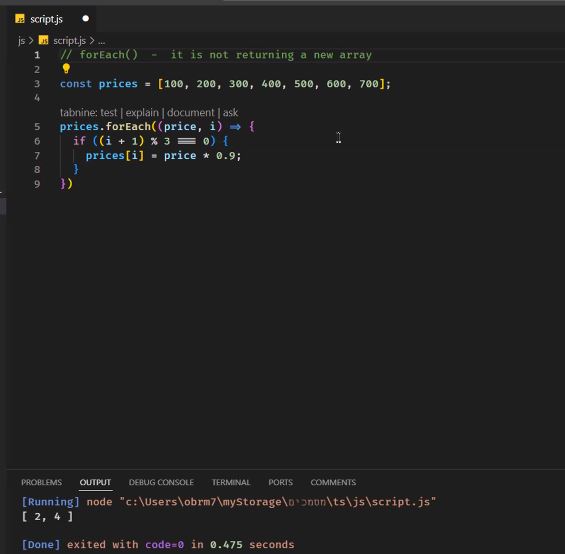 JS script.js
js > JS script.js > ...
1 // forEach()  -  it is not returning a new array
2
3 const prices = [100, 200, 300, 400, 500, 600, 700];
4
tabnine: test | explain | document | ask
5 prices.forEach((price, i) => {
6   if ((i + 1) % 3 === 0) {
7     prices[i] = price * 0.9;
8   }
9 })
PROBLEMS OUTPUT DEBUG CONSOLE TERMINAL PORTS COMMENTS
[Running] node "c:\Users\obrm7\myStorage\מסמכים\ts\js\script.js"
[ 2, 4 ]
[Done] exited with code=0 in 0.475 seconds